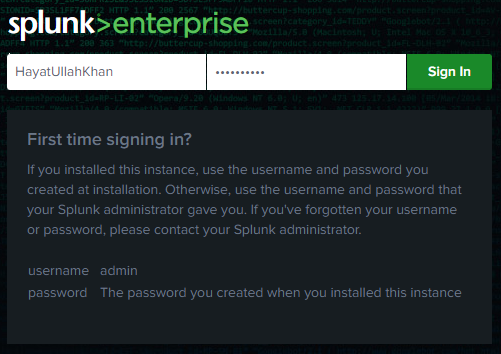 splunk>enterprise
HayatUllahKhan
••••••••••
Sign In
First time signing in?
If you installed this instance, use the username and password you
created at installation. Otherwise, use the username and password that
your Splunk administrator gave you. If you've forgotten your username
or password, please contact your Splunk administrator.
username admin
password The password you created when you installed this instance